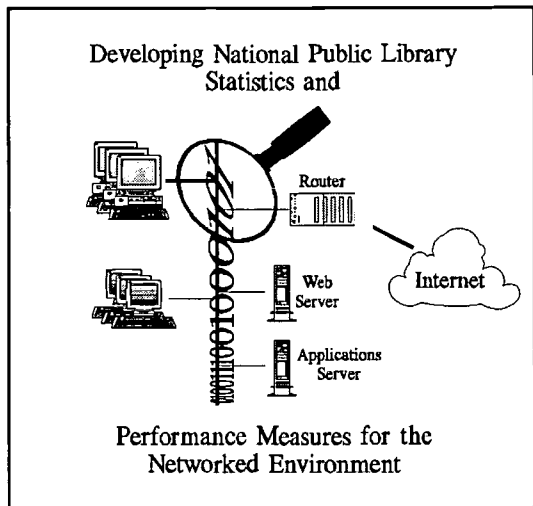 Developing National Public Library
Statistics and
Router
Internet
Web
Server
Applications
Server
Performance Measures for the
Networked Environment